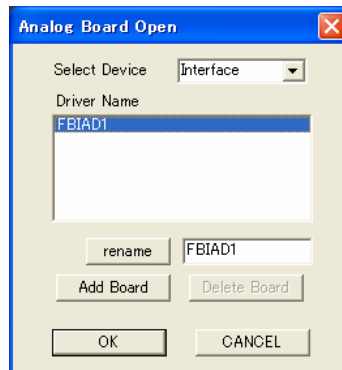 Analog Board Open
Select Device Interface
Driver Name
FBIAD1
rename FBIAD1
Add Board Delete Board
OK CANCEL